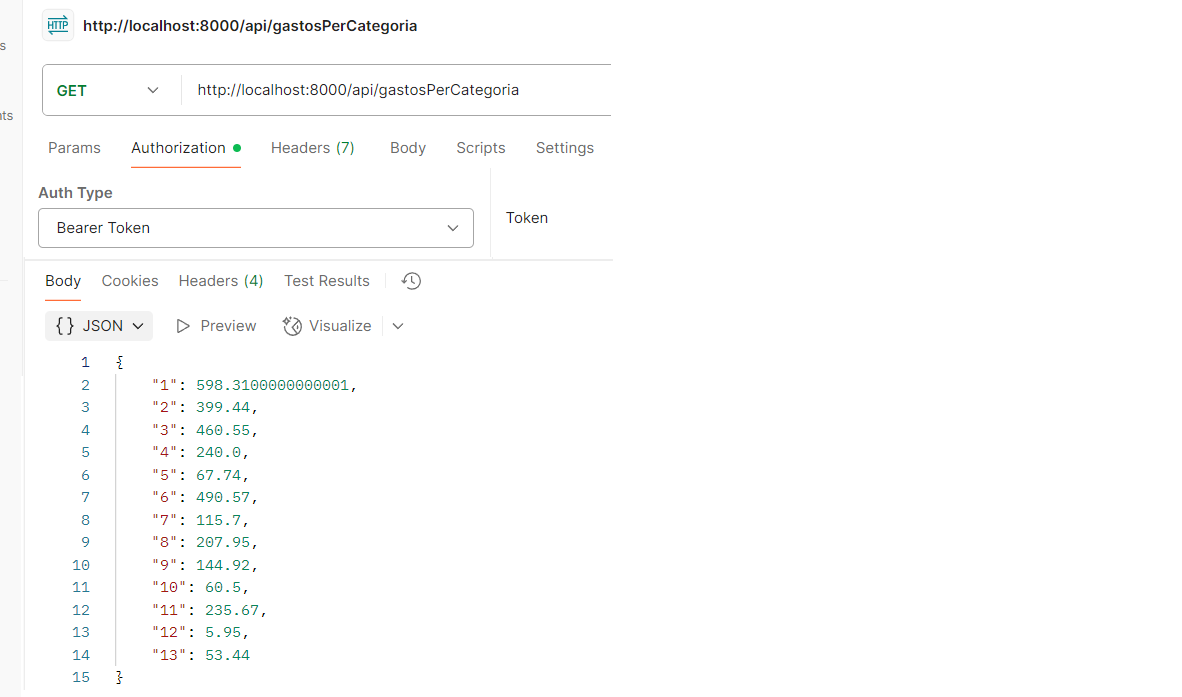 HTTP http://localhost:8000/api/gastosPerCategoria
s
GET http://localhost:8000/api/gastosPerCategoria
nts
Params Authorization Headers (7) Body Scripts Settings
Auth Type
Bearer Token
Token
Body Cookies Headers (4) Test Results
{} JSON Preview Visualize
1 {
2 "1": 598.3100000000001,
3 "2": 399.44,
4 "3": 460.55,
5 "4": 240.0,
6 "5": 67.74,
7 "6": 490.57,
8 "7": 115.7,
9 "8": 207.95,
10 "9": 144.92,
11 "10": 60.5,
12 "11": 235.67,
13 "12": 5.95,
14 "13": 53.44
15 }